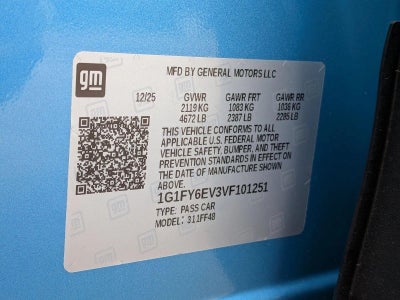 gm
MFD BY GENERAL MOTORS LLC
12/25 GVWR GAWR FRT GAWR RR
2119 KG 1083 KG 1036 KG
4672 LB 2387 LB 2285 LB
THIS VEHICLE CONFORMS TO ALL
APPLICABLE U.S. FEDERAL MOTOR
VEHICLE SAFETY, BUMPER, AND THEFT
PREVENTION STANDARDS IN EFFECT ON
THE DATE OF MANUFACTURE SHOWN
ABOVE.
1G1FY6EV3VF101251
TYPE: PASS CAR
MODEL: 311FF48